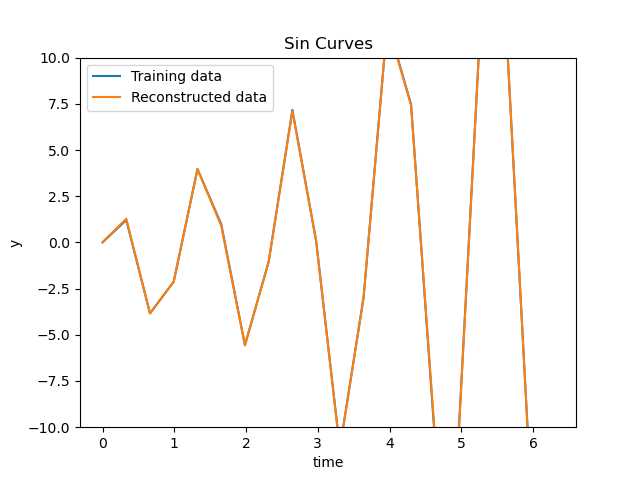 Sin Curves
Training data
Reconstructed data
10.0
7.5
5.0
2.5
0.0
−2.5
−5.0
−7.5
−10.0
y
0 1 2 3 4 5 6
time